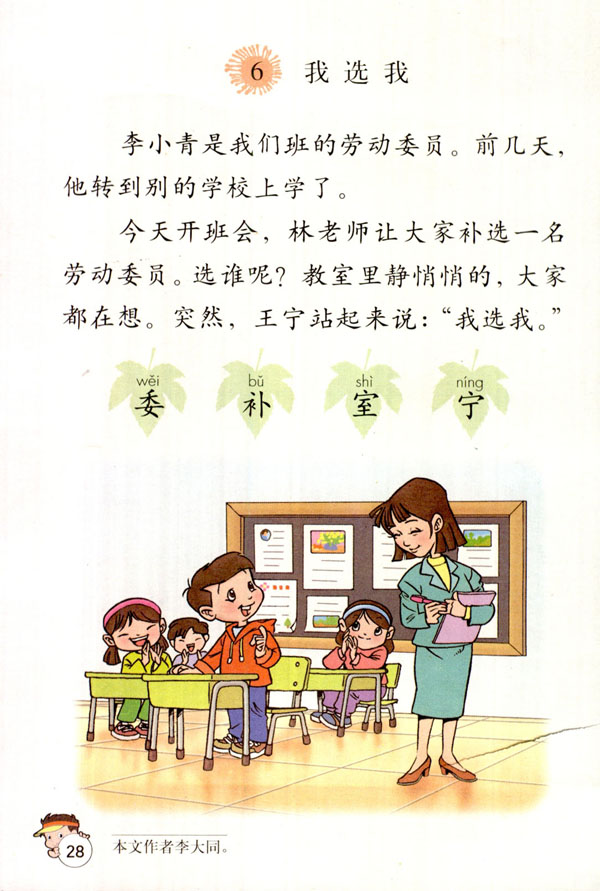 6 我选我
李小青是我们班的劳动委员。前几天，
他转到别的学校上学了。
今天开班会，林老师让大家补选一名
劳动委员。选谁呢？教室里静悄悄的，大家
都在想。突然，王宁站起来说：“我选我。”
wěi bǔ shì níng
委 补 室 宁
28 本文作者李大同。